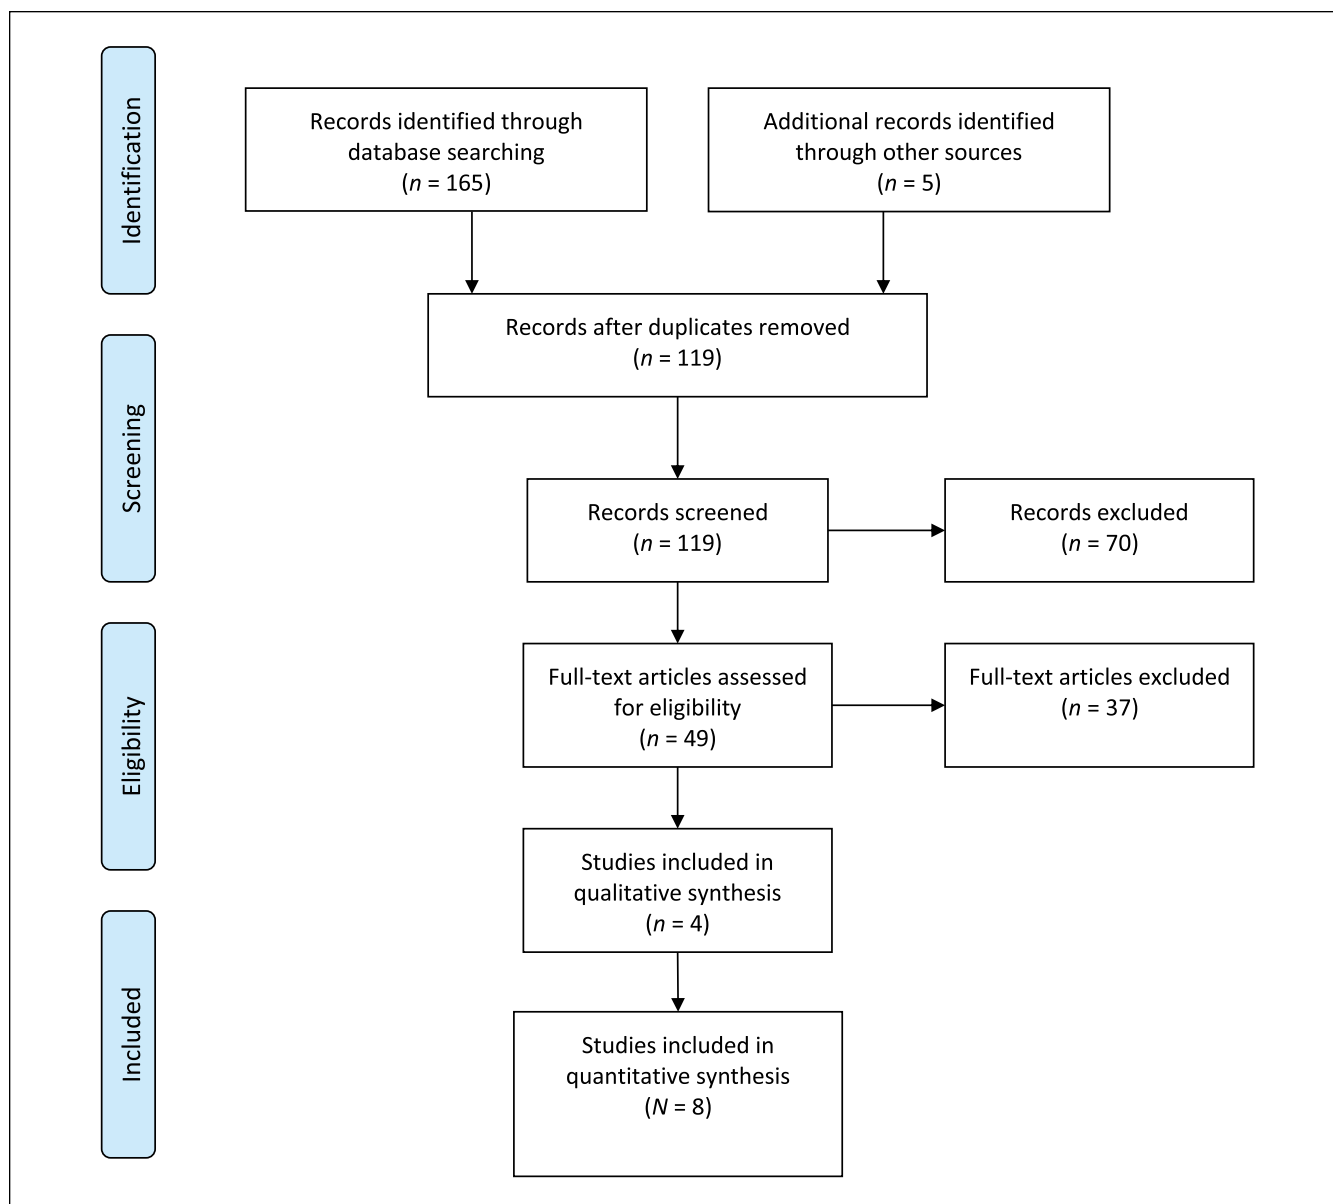 Identification
Records identified through
database searching
(n = 165)
Additional records identified
through other sources
(n = 5)
Records after duplicates removed
(n = 119)
Screening
Records screened
(n = 119)
Records excluded
(n = 70)
Eligibility
Full-text articles assessed
for eligibility
(n = 49)
Full-text articles excluded
(n = 37)
Studies included in
qualitative synthesis
(n = 4)
Included
Studies included in
quantitative synthesis
(N = 8)